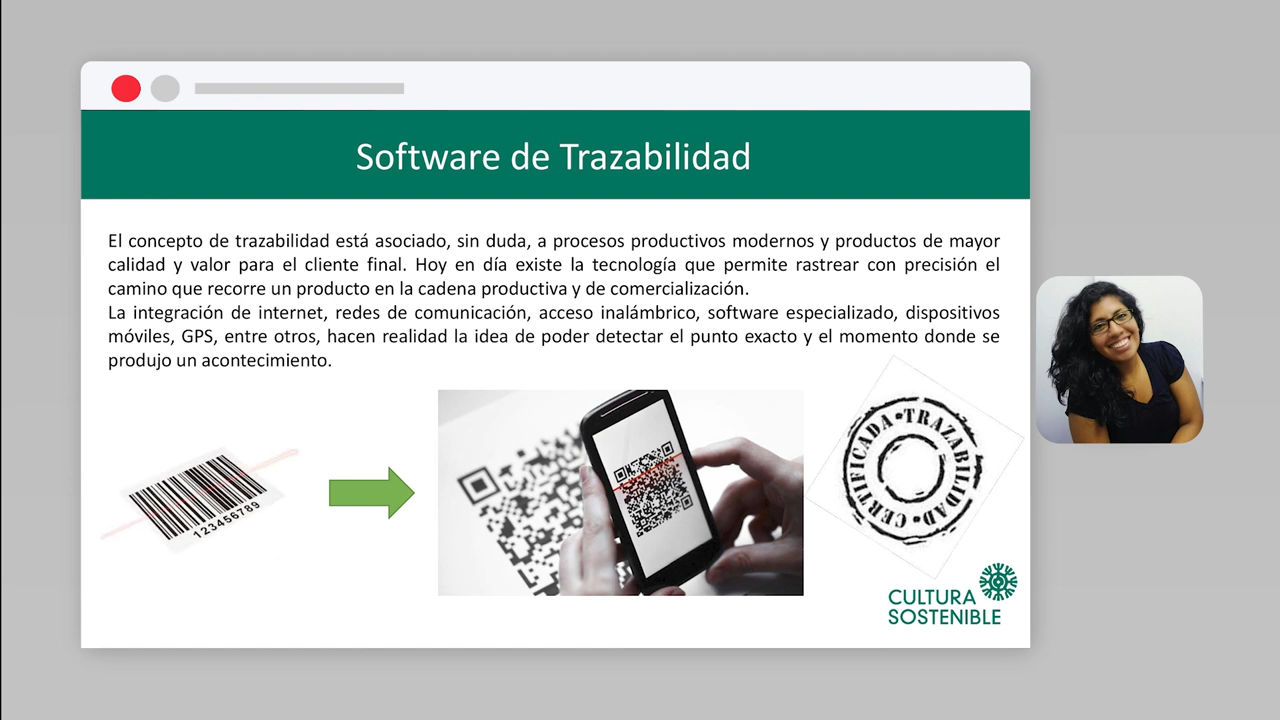 Software de Trazabilidad
El concepto de trazabilidad está asociado, sin duda, a procesos productivos modernos y productos de mayor
calidad y valor para el cliente final. Hoy en día existe la tecnología que permite rastrear con precisión el
camino que recorre un producto en la cadena productiva y de comercialización.
La integración de internet, redes de comunicación, acceso inalámbrico, software especializado, dispositivos
móviles, GPS, entre otros, hacen realidad la idea de poder detectar el punto exacto y el momento donde se
produjo un acontecimiento.
123456789
CERTIFICADA • TRAZABILIDAD •
CULTURA
SOSTENIBLE